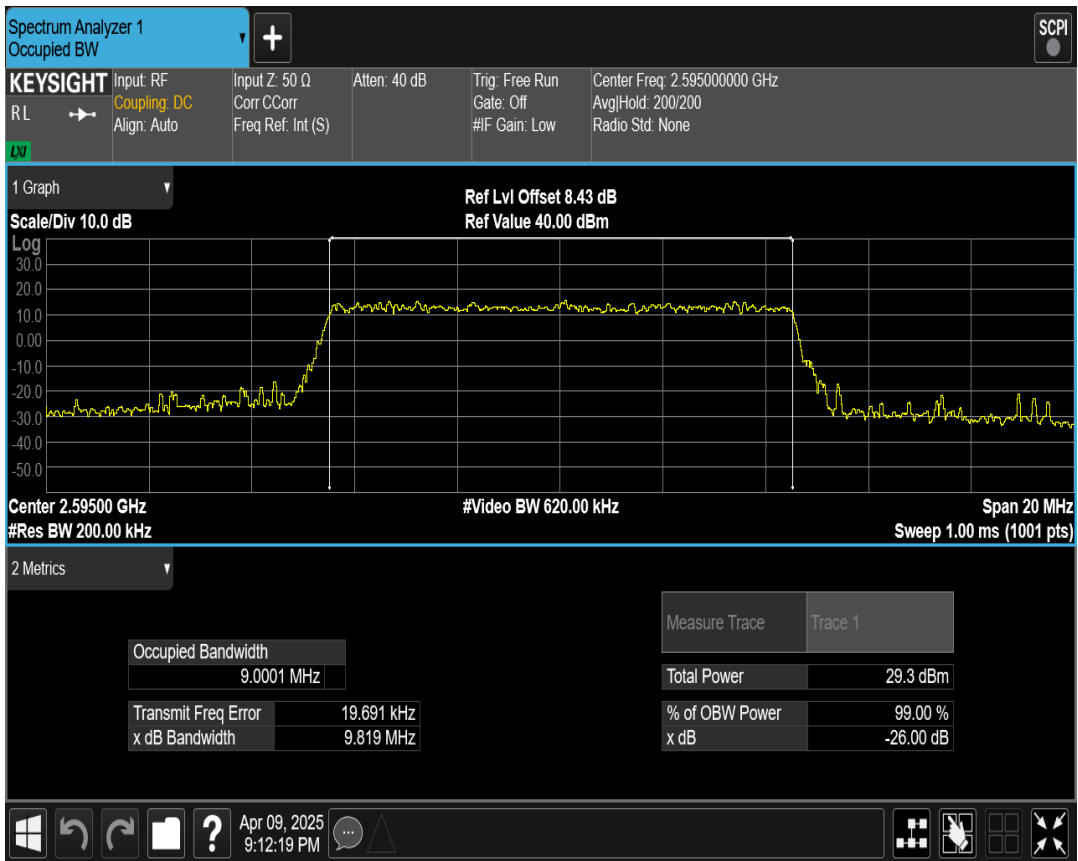 Spectrum Analyzer 1
Occupied BW
+
SCPI
KEYSIGHT
RL
LXI
Input: RF
Coupling: DC
Align: Auto
Input Z: 50 Ω
Corr CCorr
Freq Ref: Int (S)
Atten: 40 dB
Trig: Free Run
Gate: Off
#IF Gain: Low
Center Freq: 2.595000000 GHz
Avg|Hold: 200/200
Radio Std: None
1 Graph
Scale/Div 10.0 dB
Ref Lvl Offset 8.43 dB
Ref Value 40.00 dBm
Log
30.0
20.0
10.0
0.00
-10.0
-20.0
-30.0
-40.0
-50.0
Center 2.59500 GHz
#Video BW 620.00 kHz
Span 20 MHz
#Res BW 200.00 kHz
Sweep 1.00 ms (1001 pts)
2 Metrics
Occupied Bandwidth
9.0001 MHz
Transmit Freq Error 19.691 kHz
x dB Bandwidth 9.819 MHz
Measure Trace Trace 1
Total Power 29.3 dBm
% of OBW Power 99.00 %
x dB -26.00 dB
?
Apr 09, 2025
9:12:19 PM